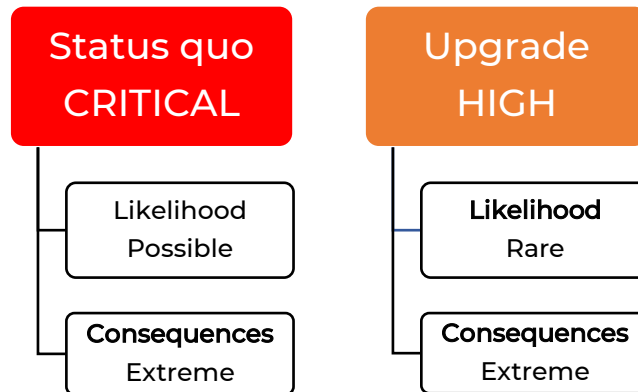 Status quo
CRITICAL
Likelihood
Possible
Consequences
Extreme
Upgrade
HIGH
Likelihood
Rare
Consequences
Extreme